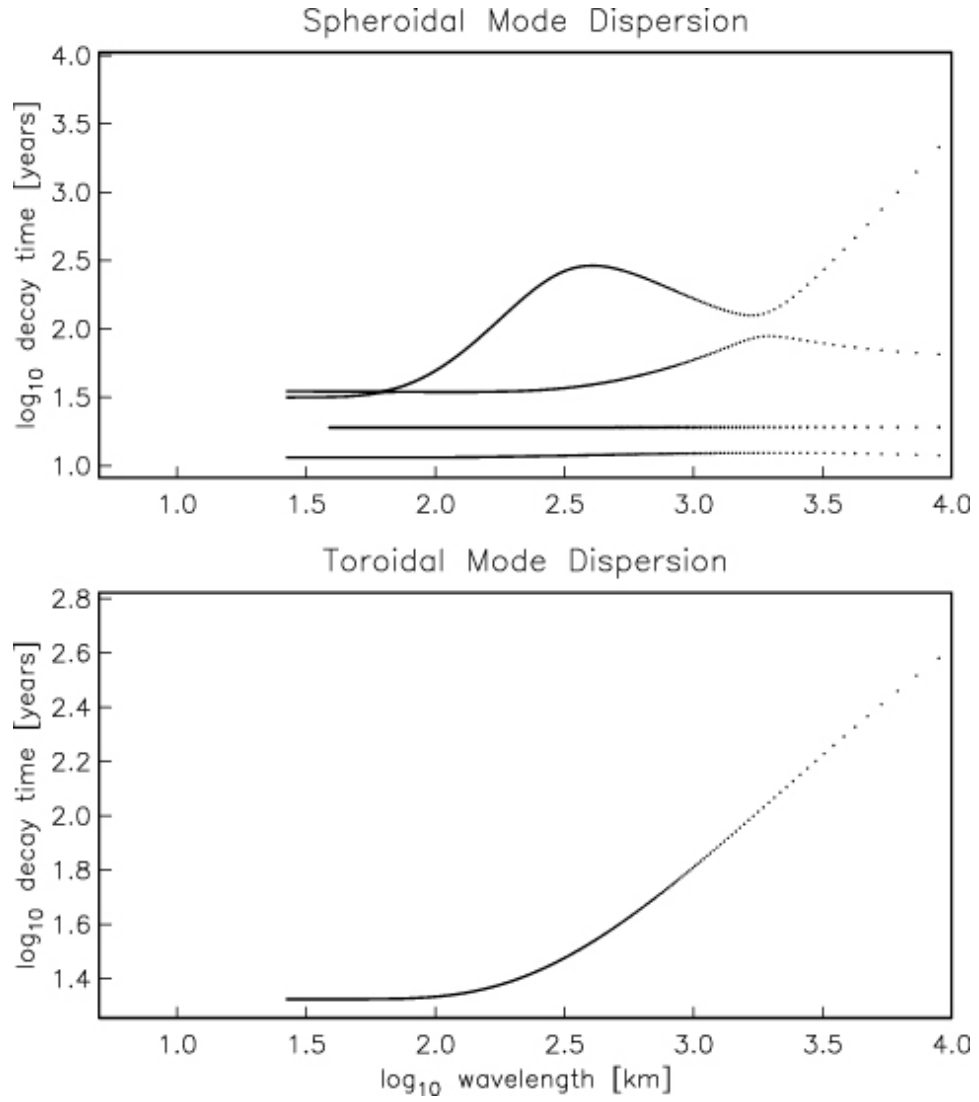 Spheroidal Mode Dispersion
log₁₀ decay time [years]
4.0
3.5
3.0
2.5
2.0
1.5
1.0
1.0 1.5 2.0 2.5 3.0 3.5 4.0
Toroidal Mode Dispersion
log₁₀ decay time [years]
2.8
2.6
2.4
2.2
2.0
1.8
1.6
1.4
1.0 1.5 2.0 2.5 3.0 3.5 4.0
log₁₀ wavelength [km]